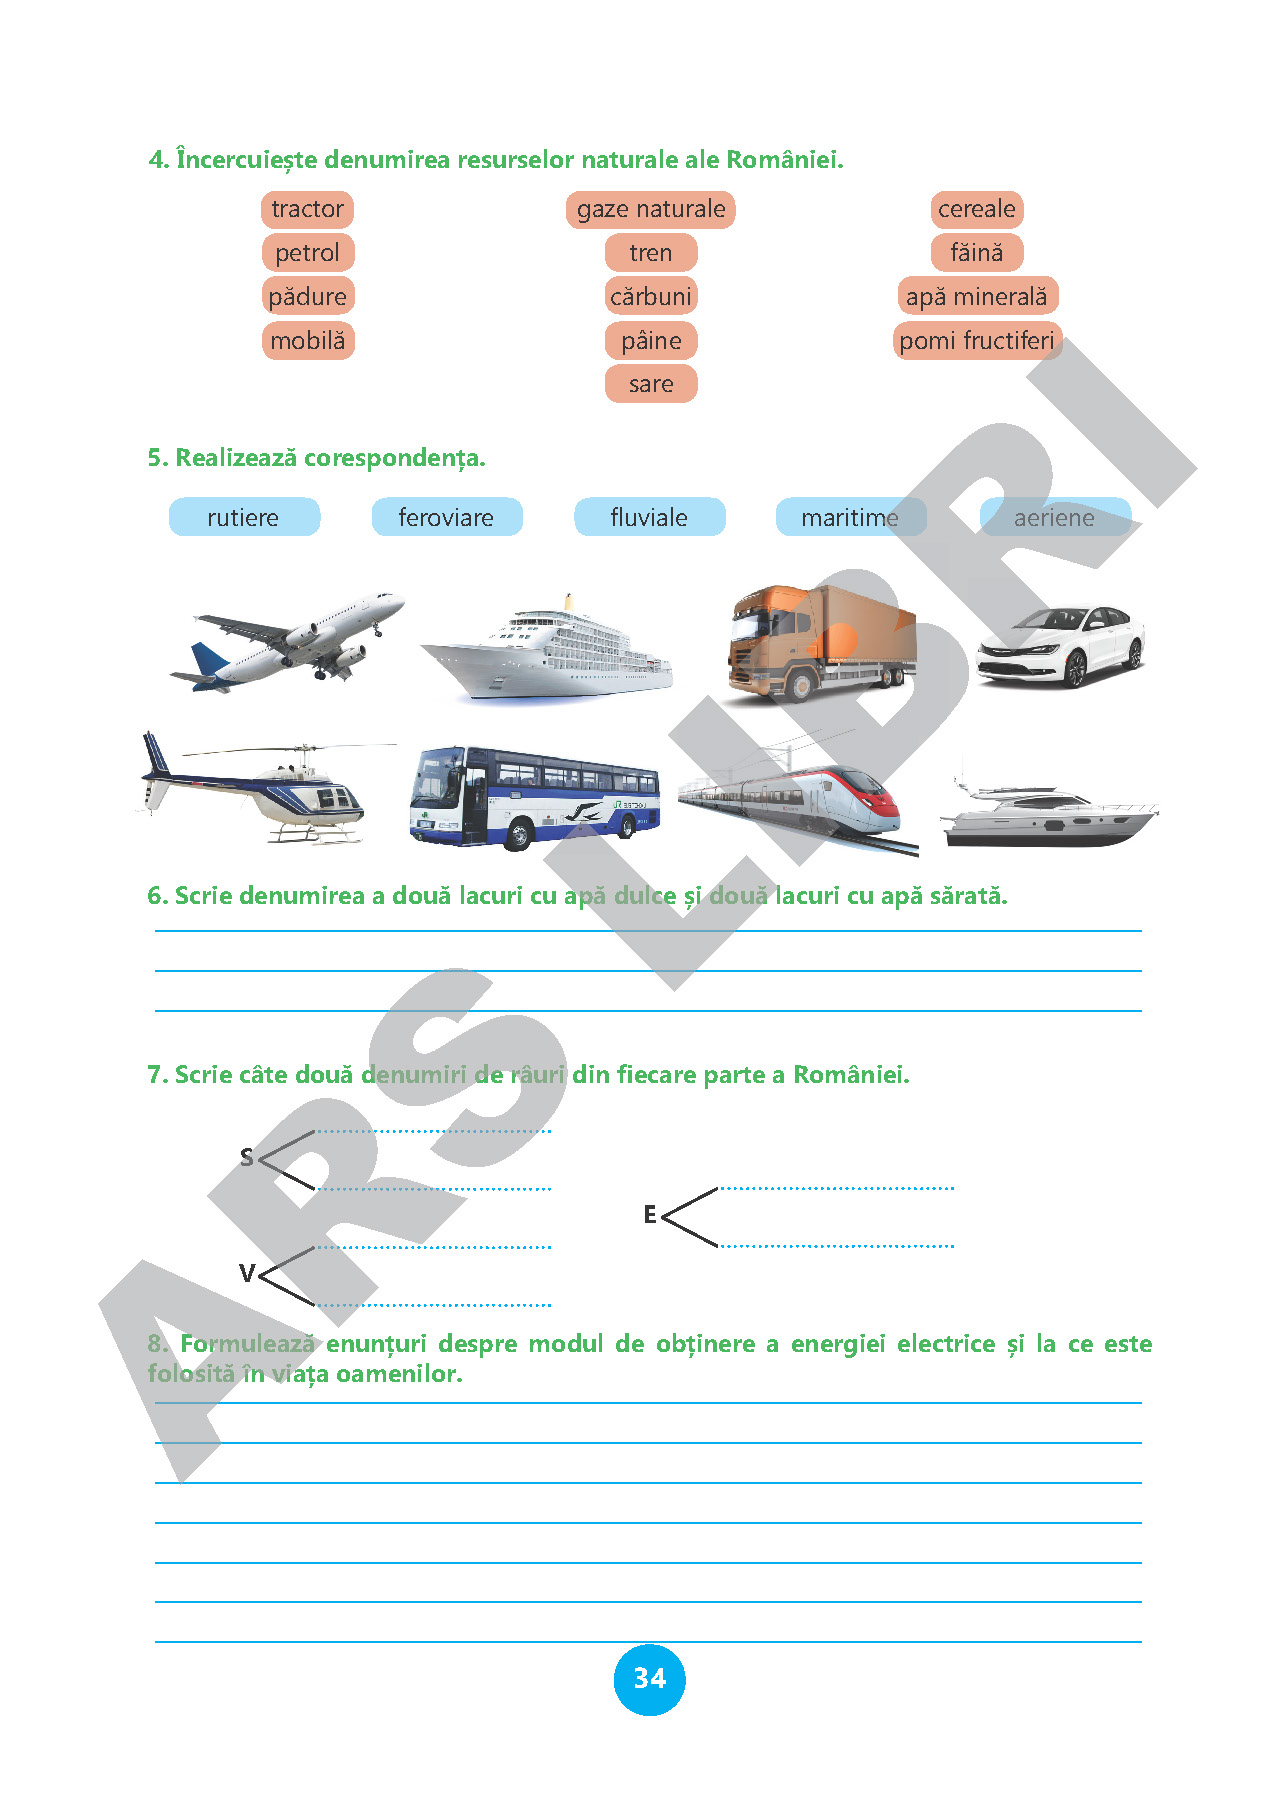 4. Încercuiește denumirea resurselor naturale ale României.
tractor
gaze naturale
cereale
petrol
tren
făină
pădure
cărbuni
apă minerală
mobilă
pâine
pomi fructiferi
sare
5. Realizează corespondența.
rutiere
feroviare
fluviale
maritime
aeriene
6. Scrie denumirea a două lacuri cu apă dulce și două lacuri cu apă sărată.
7. Scrie câte două denumiri de râuri din fiecare parte a României.
S
E
V
8. Formulează enunțuri despre modul de obținere a energiei electrice și la ce este
folosită în viața oamenilor.
34
ARS LIBRI